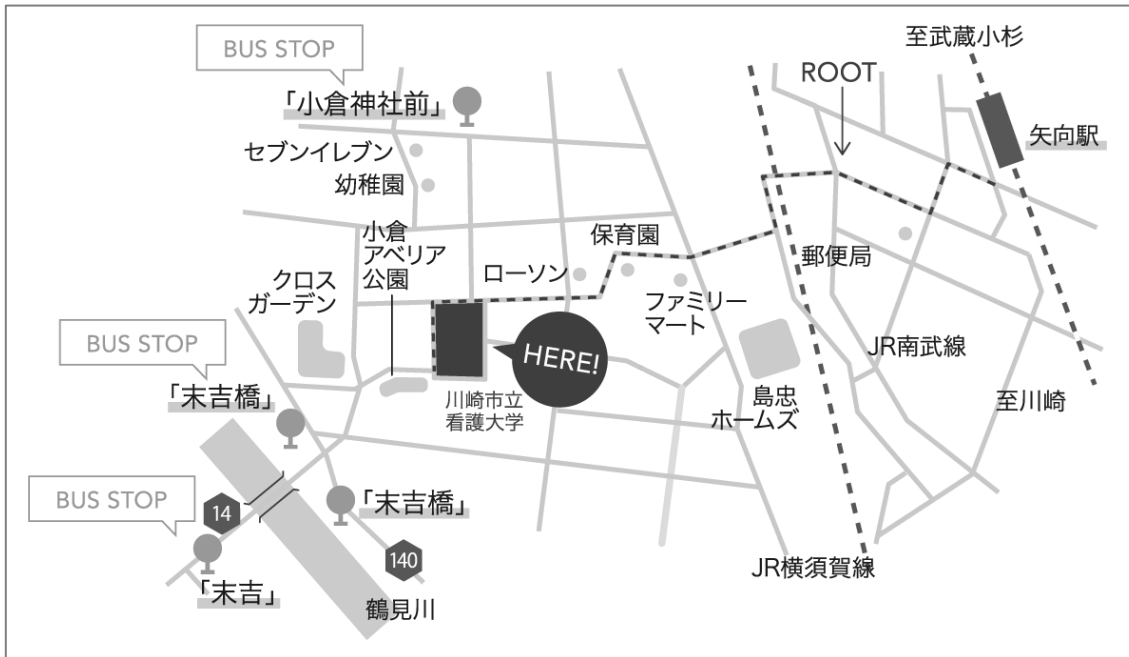 BUS STOP
「小倉神社前」
至武蔵小杉
ROOT
矢向駅
セブンイレブン
幼稚園
小倉
アベリア
公園
保育園
ローソン
郵便局
クロス
ガーデン
ファミリー
マート
BUS STOP
HERE!
JR南武線
「末吉橋」
川崎市立
看護大学
島忠
ホームズ
至川崎
BUS STOP
14
「末吉橋」
140
JR横須賀線
「末吉」
鶴見川